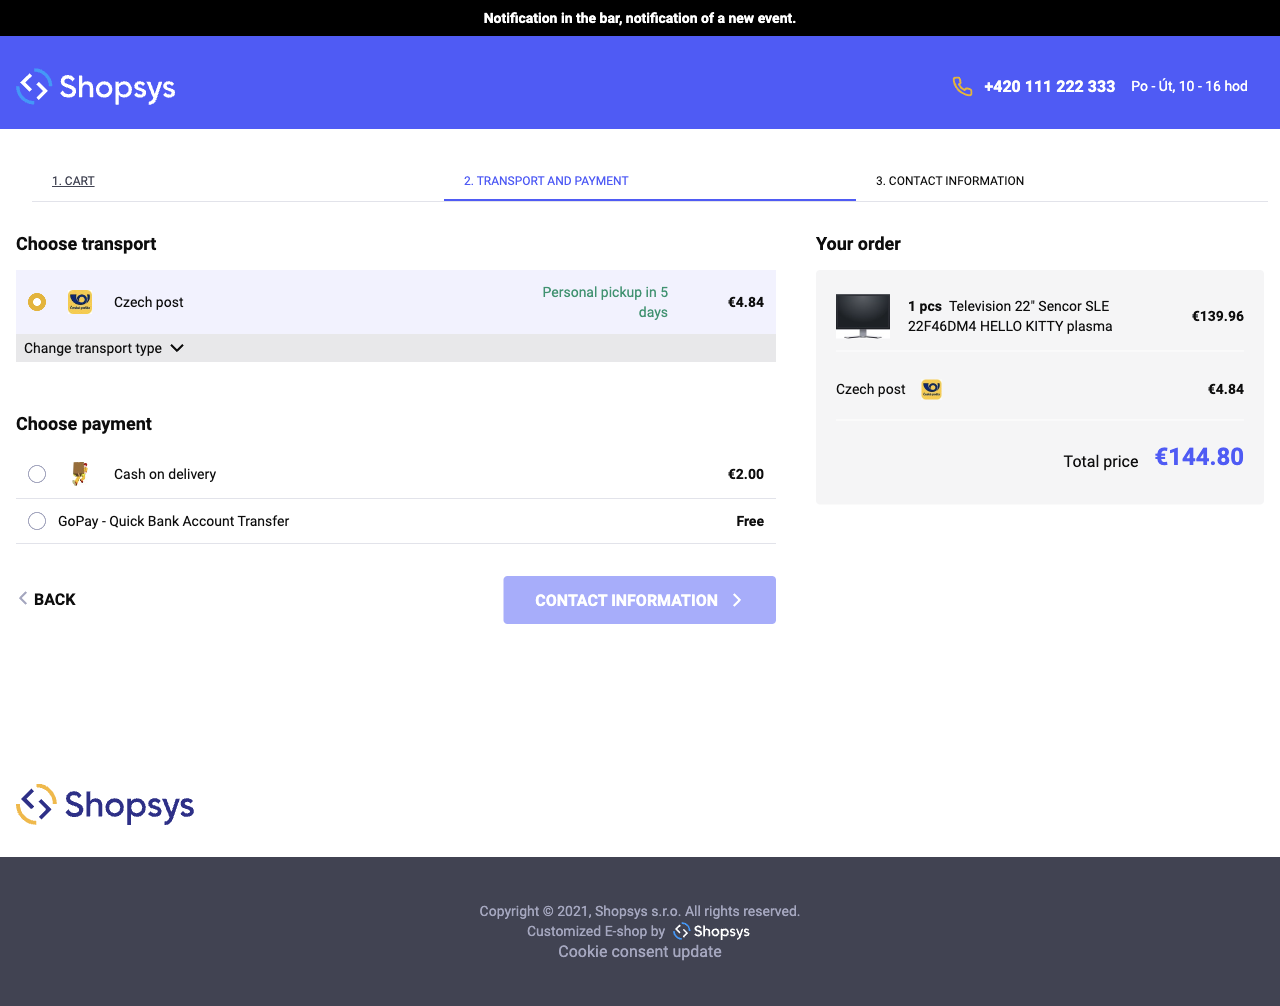 Notification in the bar, notification of a new event.
Shopsys
+420 111 222 333 Po - Út, 10 - 16 hod
1. CART
2. TRANSPORT AND PAYMENT
3. CONTACT INFORMATION
Choose transport
Czech post
Personal pickup in 5
days
€4.84
Change transport type
Choose payment
Cash on delivery €2.00
GoPay - Quick Bank Account Transfer Free
BACK
CONTACT INFORMATION
Your order
1 pcs Television 22" Sencor SLE
22F46DM4 HELLO KITTY plasma
€139.96
Czech post €4.84
Total price €144.80
Shopsys
Copyright © 2021, Shopsys s.r.o. All rights reserved.
Customized E-shop by Shopsys
Cookie consent update